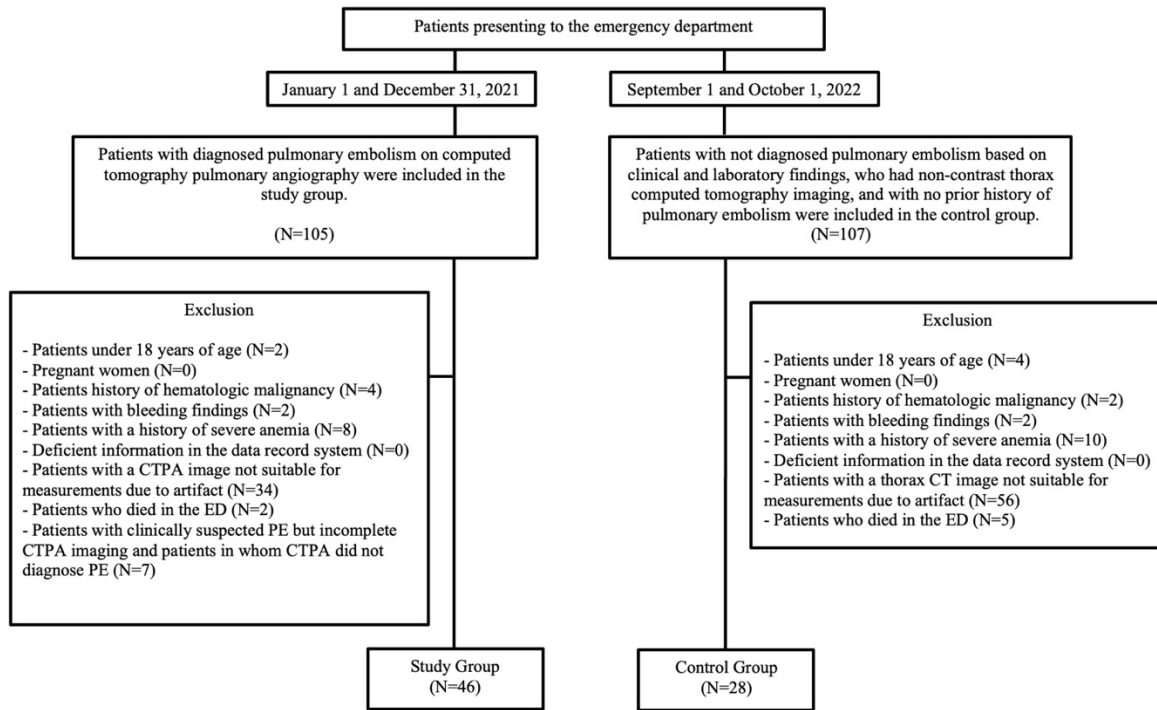 Patients presenting to the emergency department
January 1 and December 31, 2021
September 1 and October 1, 2022
Patients with diagnosed pulmonary embolism on computed
tomography pulmonary angiography were included in the
study group.
(N=105)
Patients with not diagnosed pulmonary embolism based on
clinical and laboratory findings, who had non-contrast thorax
computed tomography imaging, and with no prior history of
pulmonary embolism were included in the control group.
(N=107)
Exclusion
- Patients under 18 years of age (N=2)
- Pregnant women (N=0)
- Patients history of hematologic malignancy (N=4)
- Patients with bleeding findings (N=2)
- Patients with a history of severe anemia (N=8)
- Deficient information in the data record system (N=0)
- Patients with a CTPA image not suitable for
measurements due to artifact (N=34)
- Patients who died in the ED (N=2)
- Patients with clinically suspected PE but incomplete
CTPA imaging and patients in whom CTPA did not
diagnose PE (N=7)
Exclusion
- Patients under 18 years of age (N=4)
- Pregnant women (N=0)
- Patients history of hematologic malignancy (N=2)
- Patients with bleeding findings (N=2)
- Patients with a history of severe anemia (N=10)
- Deficient information in the data record system (N=0)
- Patients with a thorax CT image not suitable for
measurements due to artifact (N=56)
- Patients who died in the ED (N=5)
Study Group
(N=46)
Control Group
(N=28)